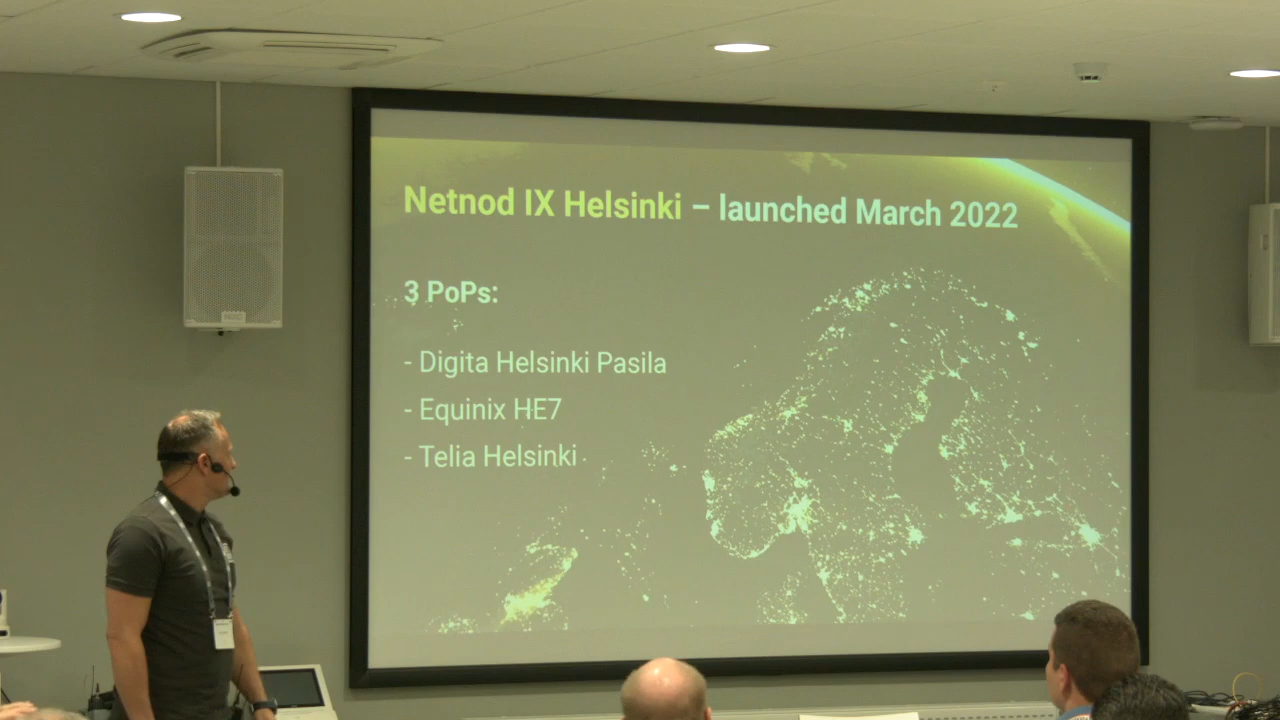 Netnod IX Helsinki – launched March 2022
3 PoPs:
- Digita Helsinki Pasila
- Equinix HE7
- Telia Helsinki